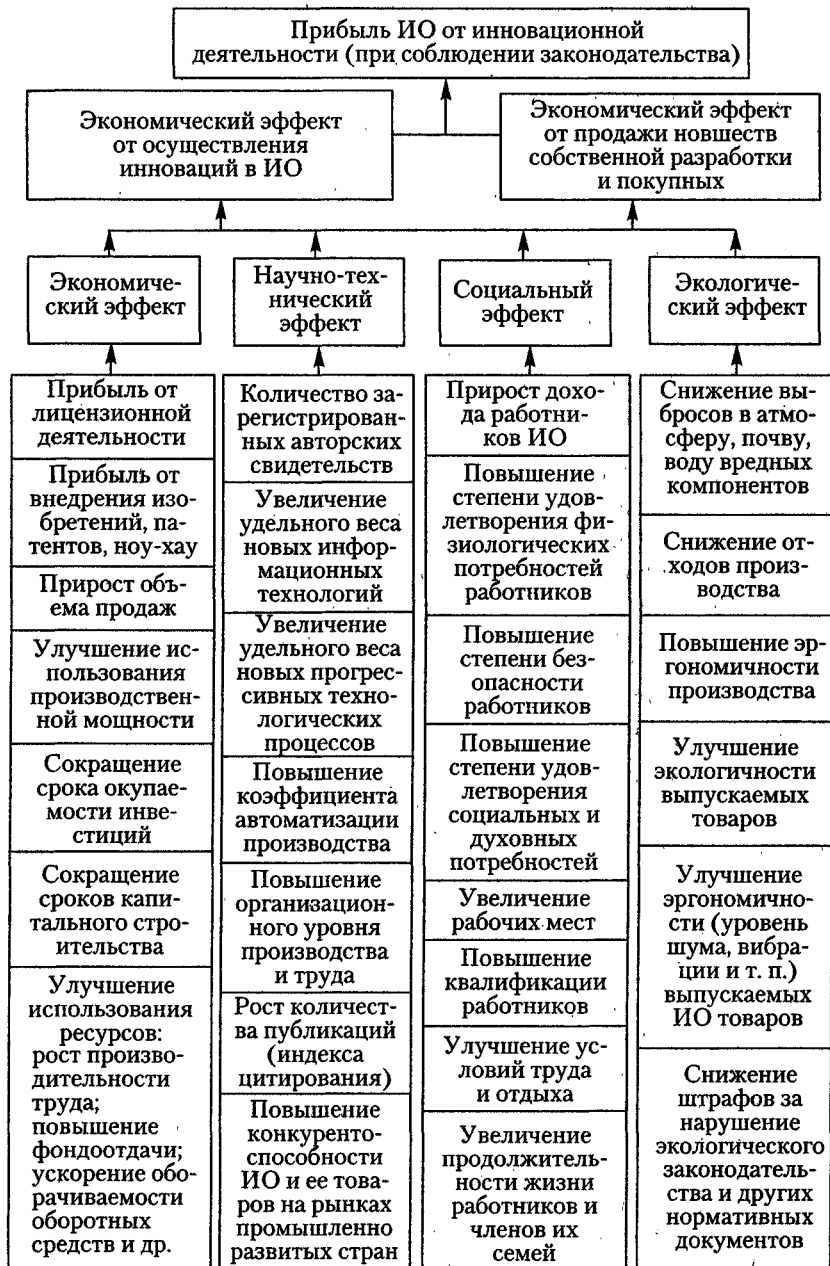 Прибыль ИО от инновационной
деятельности (при соблюдении законодательства)
Экономический эффект
от осуществления
инноваций в ИО
Экономический эффект
от продажи новшеств
собственной разработки
и покупных
Экономиче-
ский эффект
Научно-тех-
нический
эффект
Социальный
эффект
Экологиче-
ский эффект
Прибыль от
лицензионной
деятельности
Прибыль от
внедрения изо-
бретений, па-
тентов, ноу-хау
Прирост объ-
ема продаж
Улучшение ис-
пользования
производствен-
ной мощности
Сокращение
срока окупае-
мости инве-
стиций
Сокращение
сроков капи-
тального стро-
ительства
Улучшение
использования
ресурсов:
рост произво-
дительности
труда;
повышение
фондоотдачи;
ускорение обо-
рачиваемости
оборотных
средств и др.
Количество за-
регистрирован-
ных авторских
свидетельств
Увеличение
удельного веса
новых инфор-
мационных
технологий
Увеличение
удельного веса
новых прогрес-
сивных техно-
логических
процессов
Повышение
коэффициента
автоматизации
производства
Повышение
организацион-
ного уровня
производства
и труда
Рост количест-
ва публикаций
(индекса
цитирования)
Повышение
конкуренто-
способности
ИО и ее това-
ров на рынках
промышленно
развитых стран
Прирост дохо-
да работни-
ков ИО
Повышение
степени удов-
летворения фи-
зиологических
потребностей
работников
Повышение
степени без-
опасности
работников
Повышение
степени удов-
летворения
социальных и
духовных
потребностей
Увеличение
рабочих мест
Повышение
квалификации
работников
Улучшение ус-
ловий труда
и отдыха
Увеличение
продолжитель-
ности жизни
работников и
членов их
семей
Снижение вы-
бросов в атмо-
сферу, почву,
воду вредных
компонентов
Снижение от-
ходов произ-
водства
Повышение эр-
гономичности
производства
Улучшение
экологичности
выпускаемых
товаров
Улучшение
эргономично-
сти (уровень
шума, вибра-
ции и т. п.)
выпускаемых
ИО товаров
Снижение
штрафов за
нарушение
экологического
законодатель-
ства и других
нормативных
документов